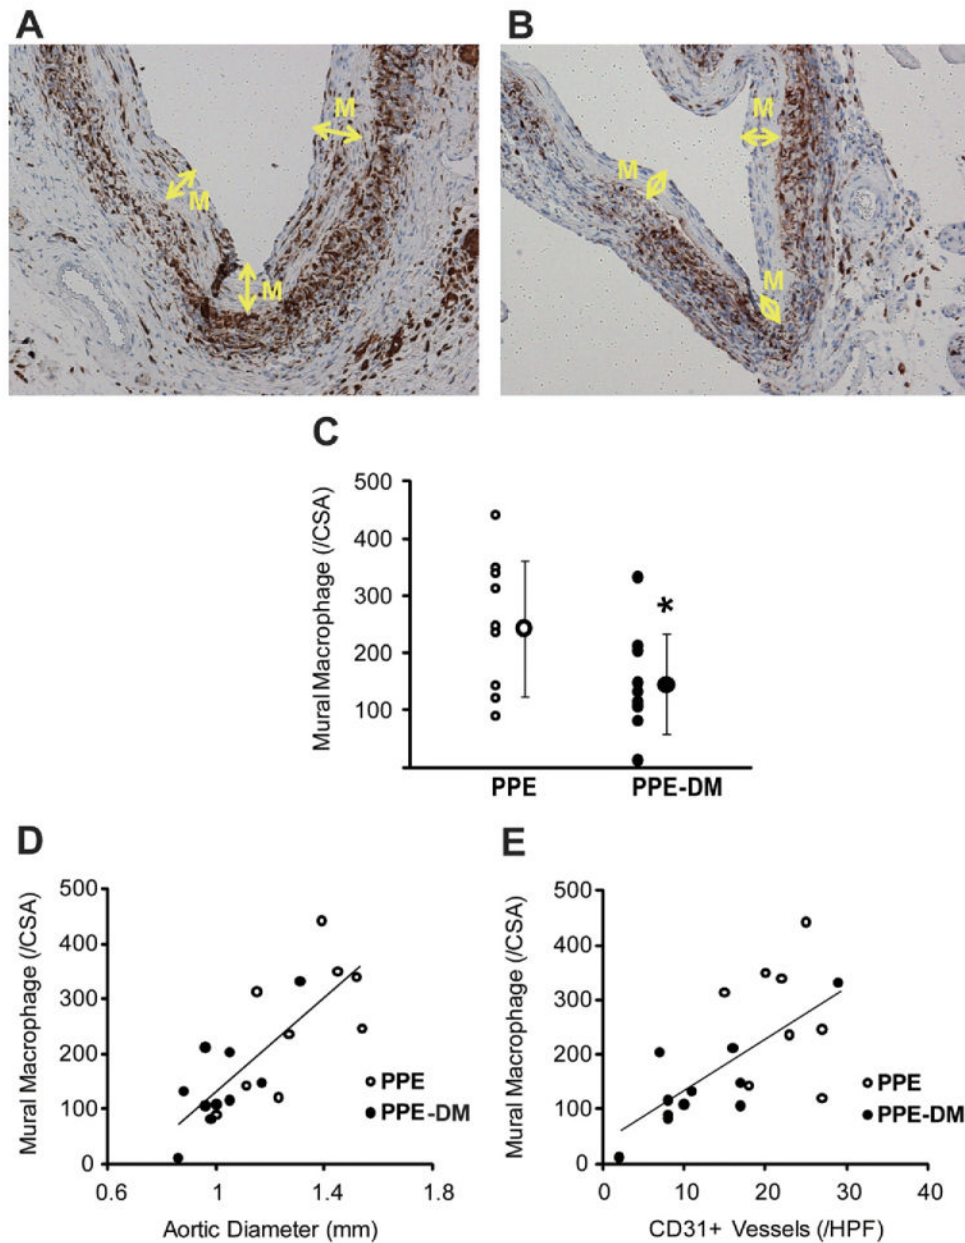 A
B
M
M
M
M
M
M
C
Mural Macrophage (/CSA)
500
400
300
200
100
*
PPE
PPE-DM
D
Mural Macrophage (/CSA)
500
400
300
200
100
0
PPE
PPE-DM
0.6
1
1.4
1.8
Aortic Diameter (mm)
E
Mural Macrophage (/CSA)
500
400
300
200
100
0
PPE
PPE-DM
0
10
20
30
40
CD31+ Vessels (/HPF)